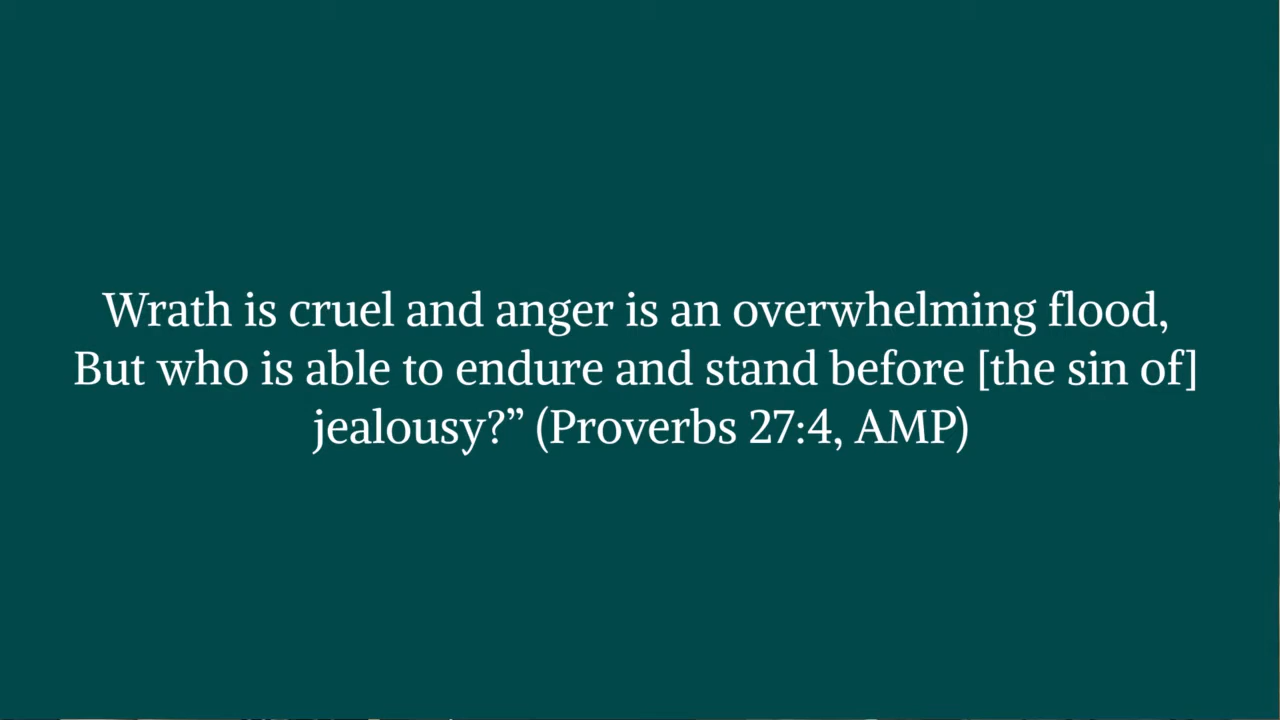 Wrath is cruel and anger is an overwhelming flood,
But who is able to endure and stand before [the sin of]
jealousy?” (Proverbs 27:4, AMP)